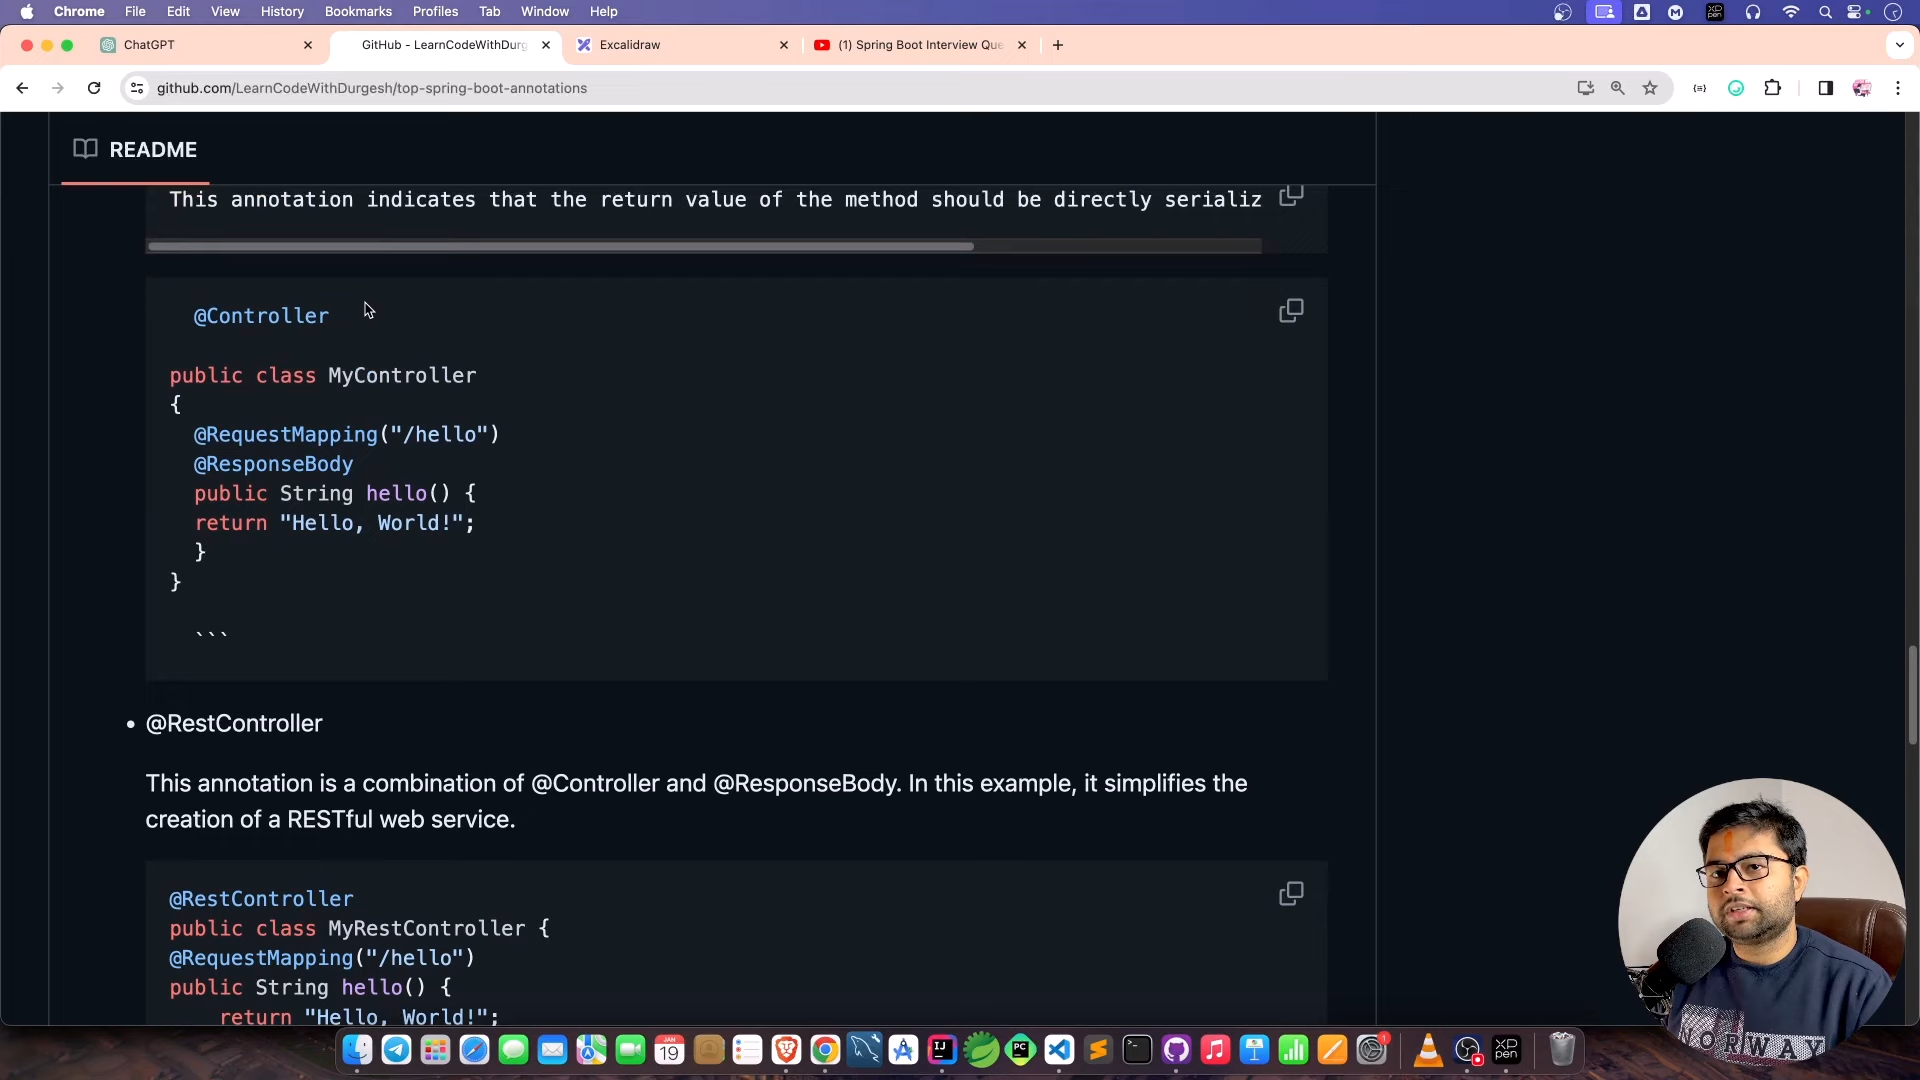 Chrome File Edit View History Bookmarks Profiles Tab Window Help
ChatGPT
GitHub - LearnCodeWithDurg
Excalidraw
(1) Spring Boot Interview Que
github.com/LearnCodeWithDurgesh/top-spring-boot-annotations
README
This annotation indicates that the return value of the method should be directly serializ
@Controller
public class MyController
{
@RequestMapping("/hello")
@ResponseBody
public String hello() {
return "Hello, World!";
}
}
```
• @RestController
This annotation is a combination of @Controller and @ResponseBody. In this example, it simplifies the
creation of a RESTful web service.
@RestController
public class MyRestController {
@RequestMapping("/hello")
public String hello() {
return "Hello, World!";
JAN
19
NORWAY